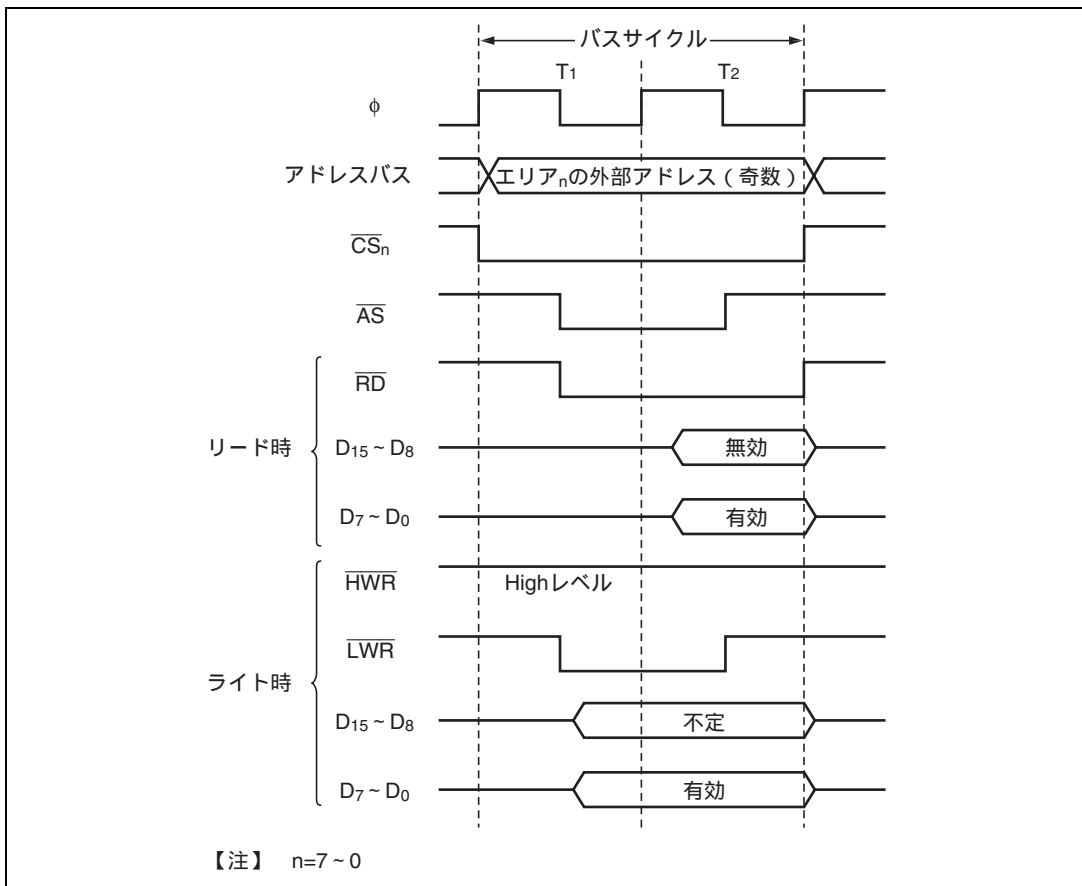 バスサイクル
T1 T2
φ
アドレスバス エリアnの外部アドレス（奇数）
CSn
AS
RD
リード時 D15～D8 無効
D7～D0 有効
HWR Highレベル
LWR
ライト時 D15～D8 不定
D7～D0 有効
【注】 n=7～0